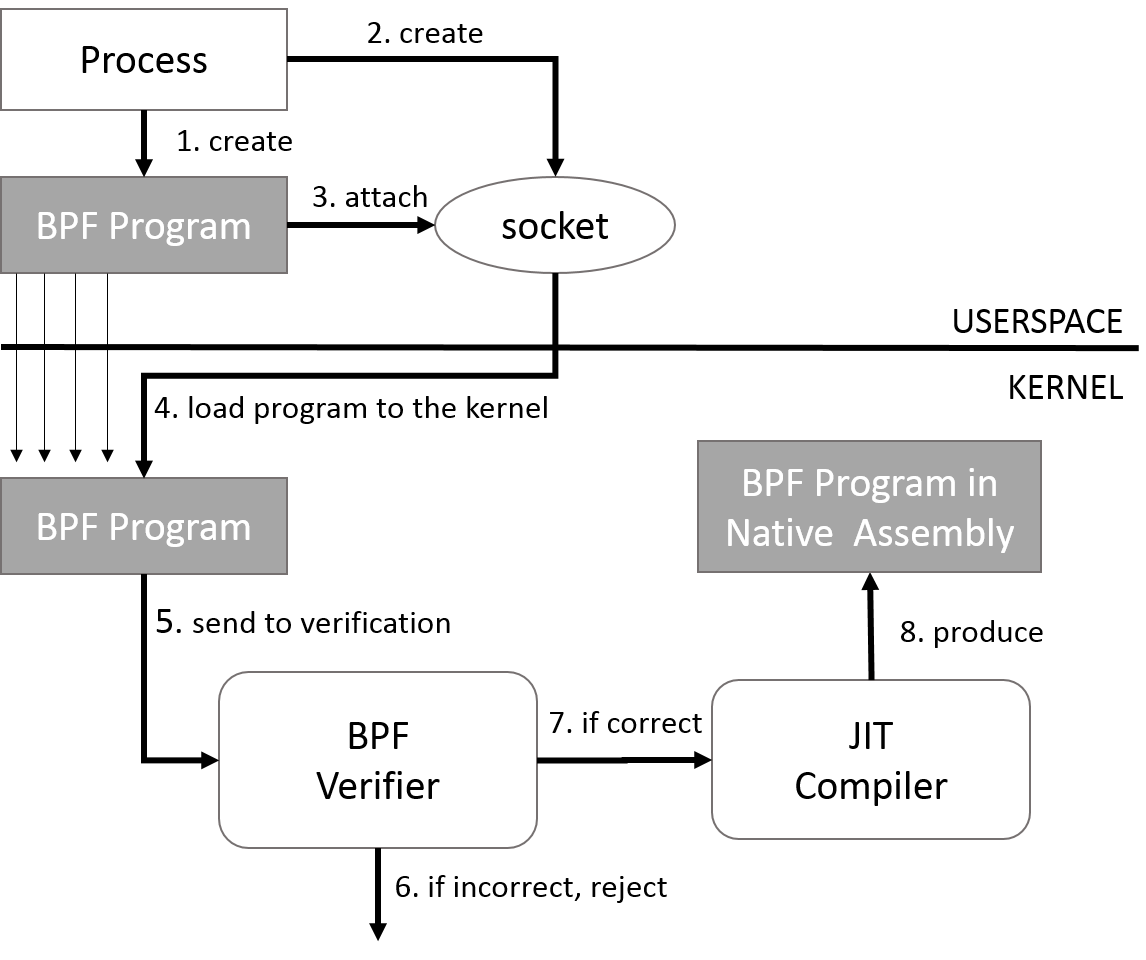 2. create
Process
1. create
3. attach
BPF Program
socket
USERSPACE
KERNEL
4. load program to the kernel
BPF Program in
Native Assembly
BPF Program
5. send to verification
8. produce
7. if correct
BPF
Verifier
JIT
Compiler
6. if incorrect, reject